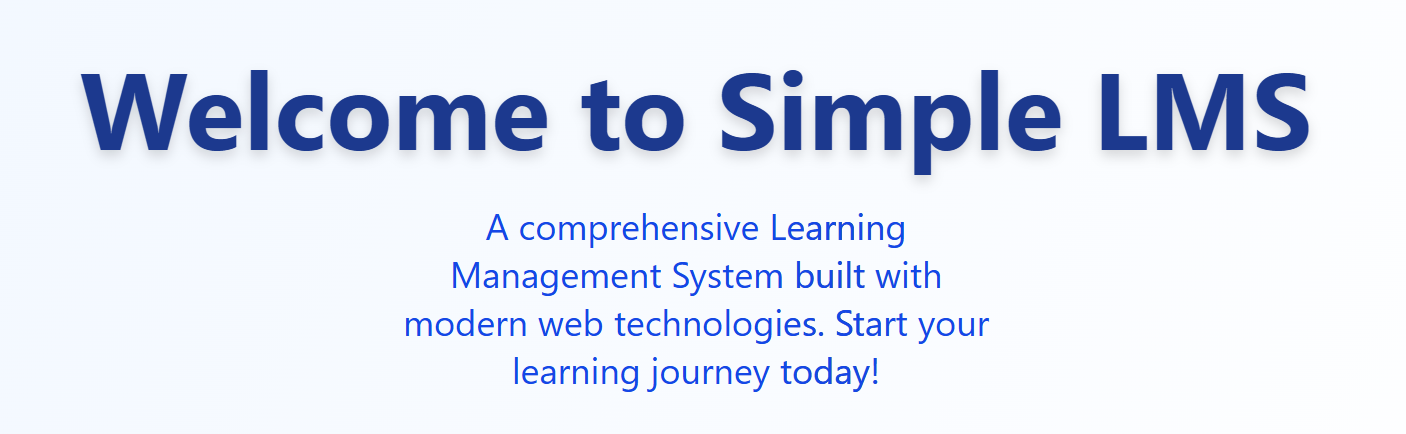 Welcome to Simple LMS
A comprehensive Learning
Management System built with
modern web technologies. Start your
learning journey today!